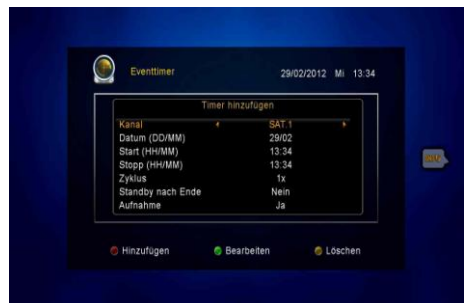 Eventtimer 29/02/2012 Mi 13:34
Timer hinzufügen
Kanal SAT.1
Datum (DD/MM) 29/02
Start (HH/MM) 13:34
Stopp (HH/MM) 13:34
Zyklus 1x
Standby nach Ende Nein
Aufnahme Ja
Hinzufügen Bearbeiten Löschen